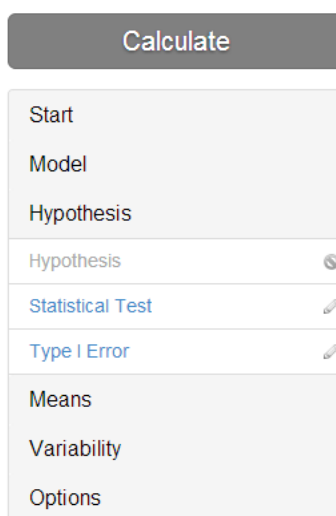 Calculate
Start
Model
Hypothesis
Hypothesis
Statistical Test
Type I Error
Means
Variability
Options